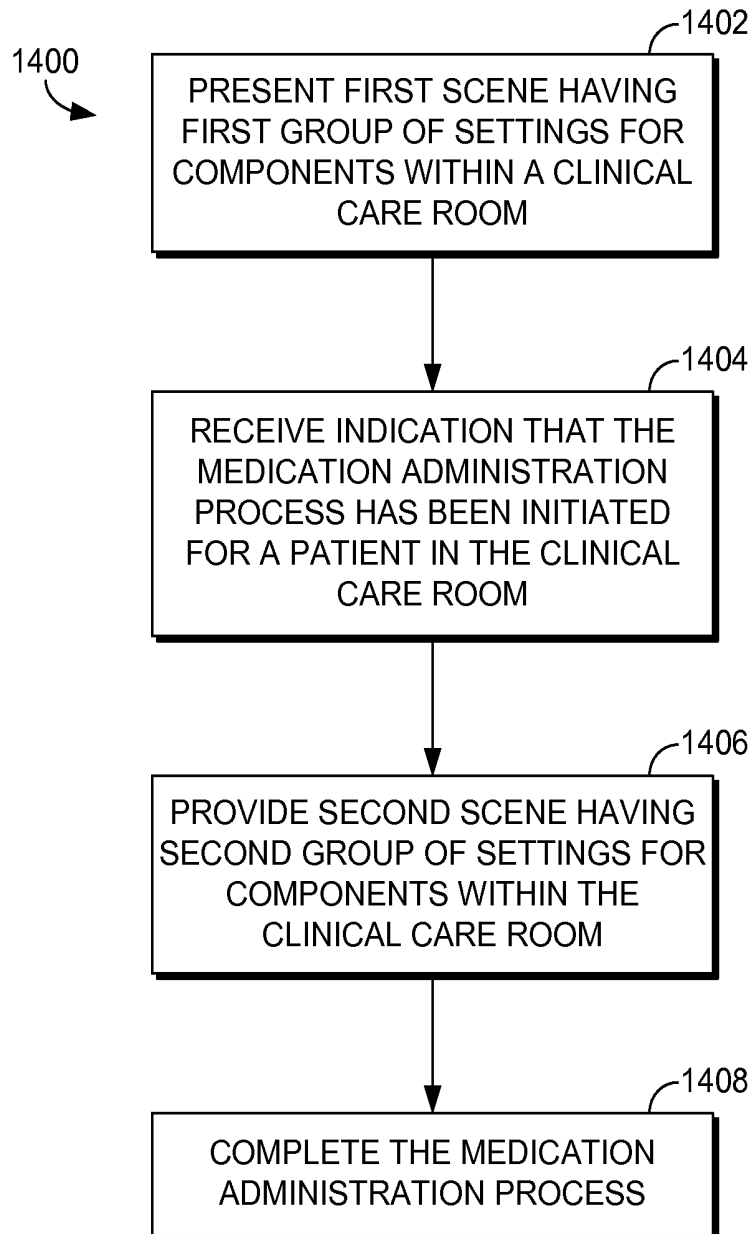 1400
1402
PRESENT FIRST SCENE HAVING
FIRST GROUP OF SETTINGS FOR
COMPONENTS WITHIN A CLINICAL
CARE ROOM
1404
RECEIVE INDICATION THAT THE
MEDICATION ADMINISTRATION
PROCESS HAS BEEN INITIATED
FOR A PATIENT IN THE CLINICAL
CARE ROOM
1406
PROVIDE SECOND SCENE HAVING
SECOND GROUP OF SETTINGS FOR
COMPONENTS WITHIN THE
CLINICAL CARE ROOM
1408
COMPLETE THE MEDICATION
ADMINISTRATION PROCESS